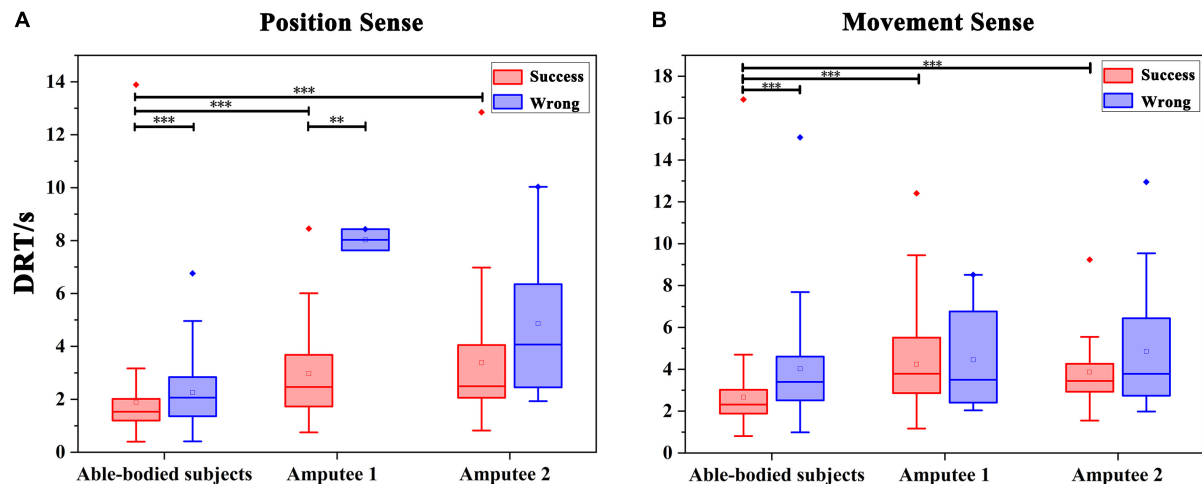 A
Position Sense
14
12
10
8
6
4
2
0
DRT/s
Success
Wrong
***
***
***
**
Able-bodied subjects
Amputee 1
Amputee 2
B
Movement Sense
18
16
14
12
10
8
6
4
2
0
Success
Wrong
***
***
***
Able-bodied subjects
Amputee 1
Amputee 2